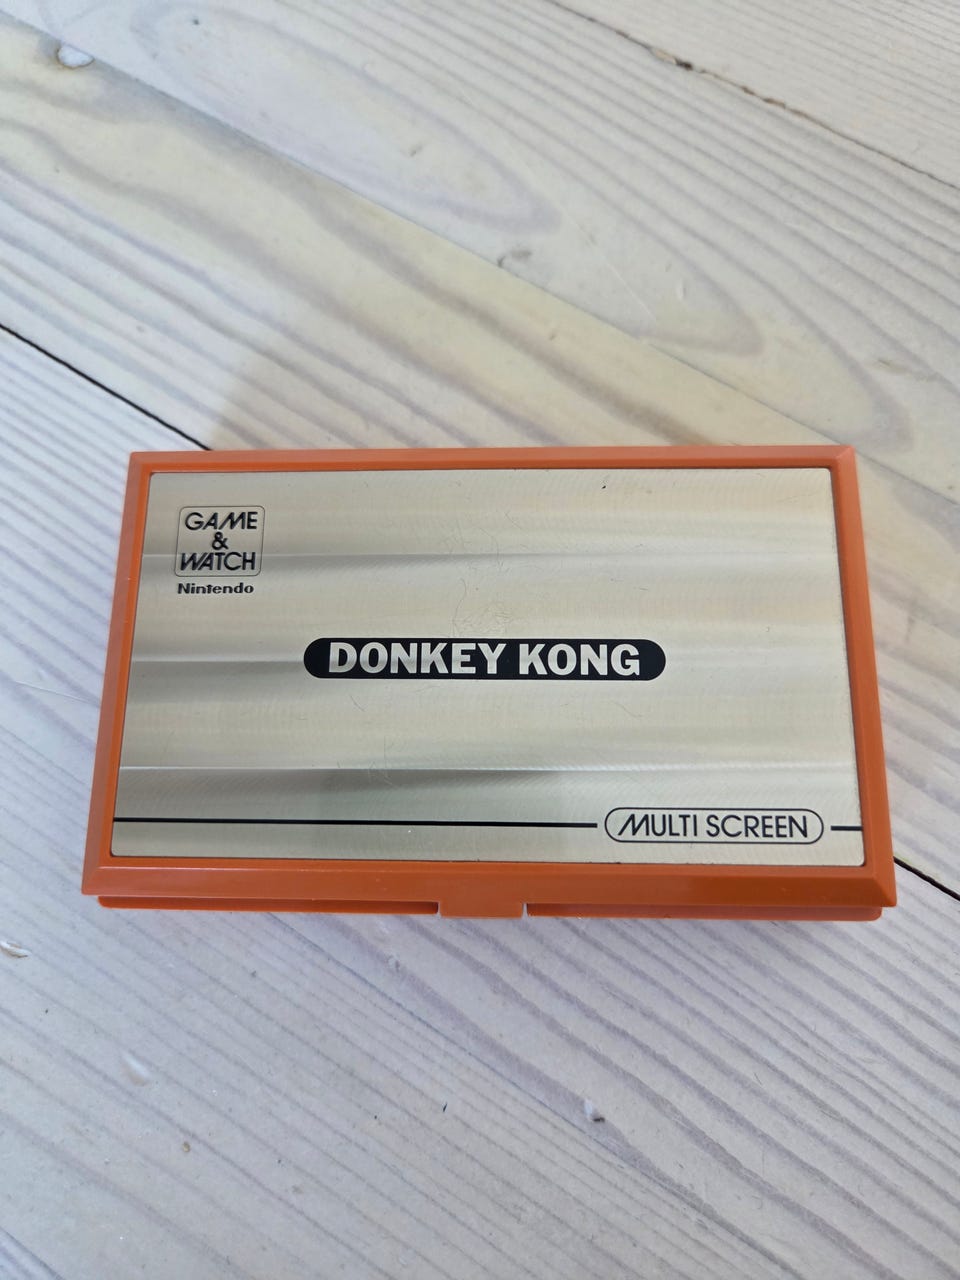 GAME
&
WATCH
Nintendo
DONKEY KONG
MULTI SCREEN